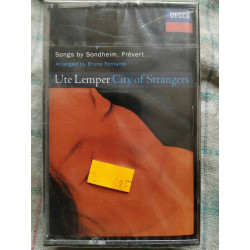 DECCA
Songs by Sondheim, Prévert...
Arranged by Bruno Fontaine
Ute Lemper City of Strangers